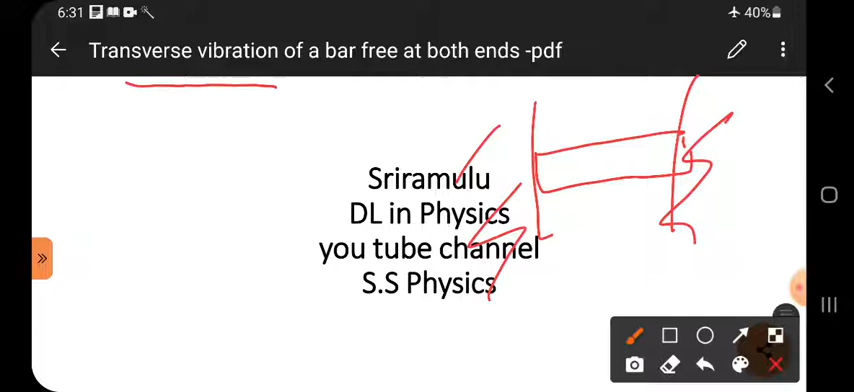 6:31
40%
Transverse vibration of a bar free at both ends -pdf
Sriramulu
DL in Physics
you tube channel
S.S Physics